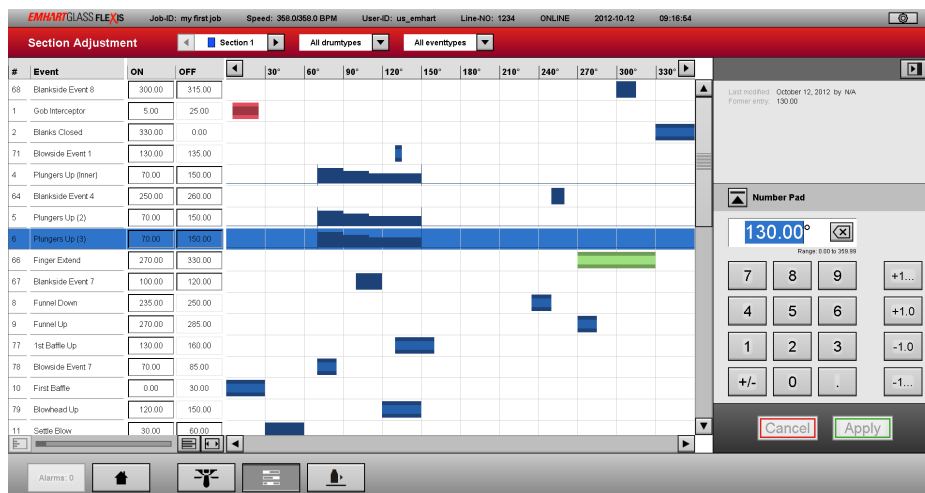 EMHART GLASS FLEXIS Job-ID: my first job Speed: 358.0/358.0 BPM User-ID: us_emhart Line-NO: 1234 ONLINE 2012-10-12 09:16:54
Section Adjustment Section 1 All drumtypes All eventtypes
# Event ON OFF 30° 60° 90° 120° 150° 180° 210° 240° 270° 300° 330°
68 Blankside Event 8 300.00 315.00
1 Gob Interceptor 5.00 25.00
2 Blanks Closed 330.00 0.00
71 Blowside Event 1 130.00 135.00
4 Plungers Up (Inner) 70.00 150.00
64 Blankside Event 4 250.00 260.00
5 Plungers Up (2) 70.00 150.00
6 Plungers Up (3) 70.00 150.00
66 Finger Extend 270.00 330.00
67 Blankside Event 7 100.00 120.00
8 Funnel Down 235.00 250.00
9 Funnel Up 270.00 285.00
77 1st Baffle Up 130.00 160.00
78 Blowside Event 7 70.00 85.00
10 First Baffle 0.00 30.00
79 Blowhead Up 120.00 150.00
11 Settle Blow 30.00 60.00
Last modified: October 12, 2012 by N/A
Former entry: 130.00
Number Pad
130.00°
Range: 0.00 to 359.99
7 8 9 +1...
4 5 6 +1.0
1 2 3 -1.0
+/- 0 . -1...
Cancel Apply
Alarms: 0